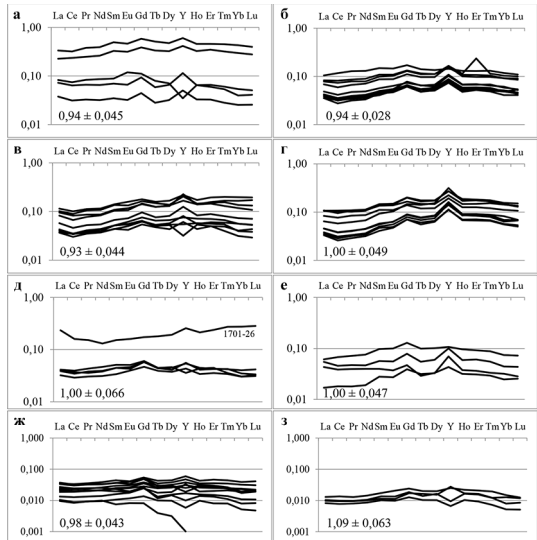 а
La Ce Pr Nd Sm Eu Gd Tb Dy Y Ho Er Tm Yb Lu
1,00
0,10
0,01
0,94 ± 0,045
б
La Ce Pr Nd Sm Eu Gd Tb Dy Y Ho Er Tm Yb Lu
1,00
0,10
0,01
0,94 ± 0,028
в
La Ce Pr Nd Sm Eu Gd Tb Dy Y Ho Er Tm Yb Lu
1,00
0,10
0,01
0,93 ± 0,044
г
La Ce Pr Nd Sm Eu Gd Tb Dy Y Ho Er Tm Yb Lu
1,00
0,10
0,01
1,00 ± 0,049
д
La Ce Pr Nd Sm Eu Gd Tb Dy Y Ho Er Tm Yb Lu
1,00
1701-26
0,10
0,01
1,00 ± 0,066
е
La Ce Pr Nd Sm Eu Gd Tb Dy Y Ho Er Tm Yb Lu
1,00
0,10
0,01
1,00 ± 0,047
ж
La Ce Pr Nd Sm Eu Gd Tb Dy Y Ho Er Tm Yb Lu
1,000
0,100
0,010
0,001
0,98 ± 0,043
з
La Ce Pr Nd Sm Eu Gd Tb Dy Y Ho Er Tm Yb Lu
1,000
0,100
0,010
0,001
1,09 ± 0,063